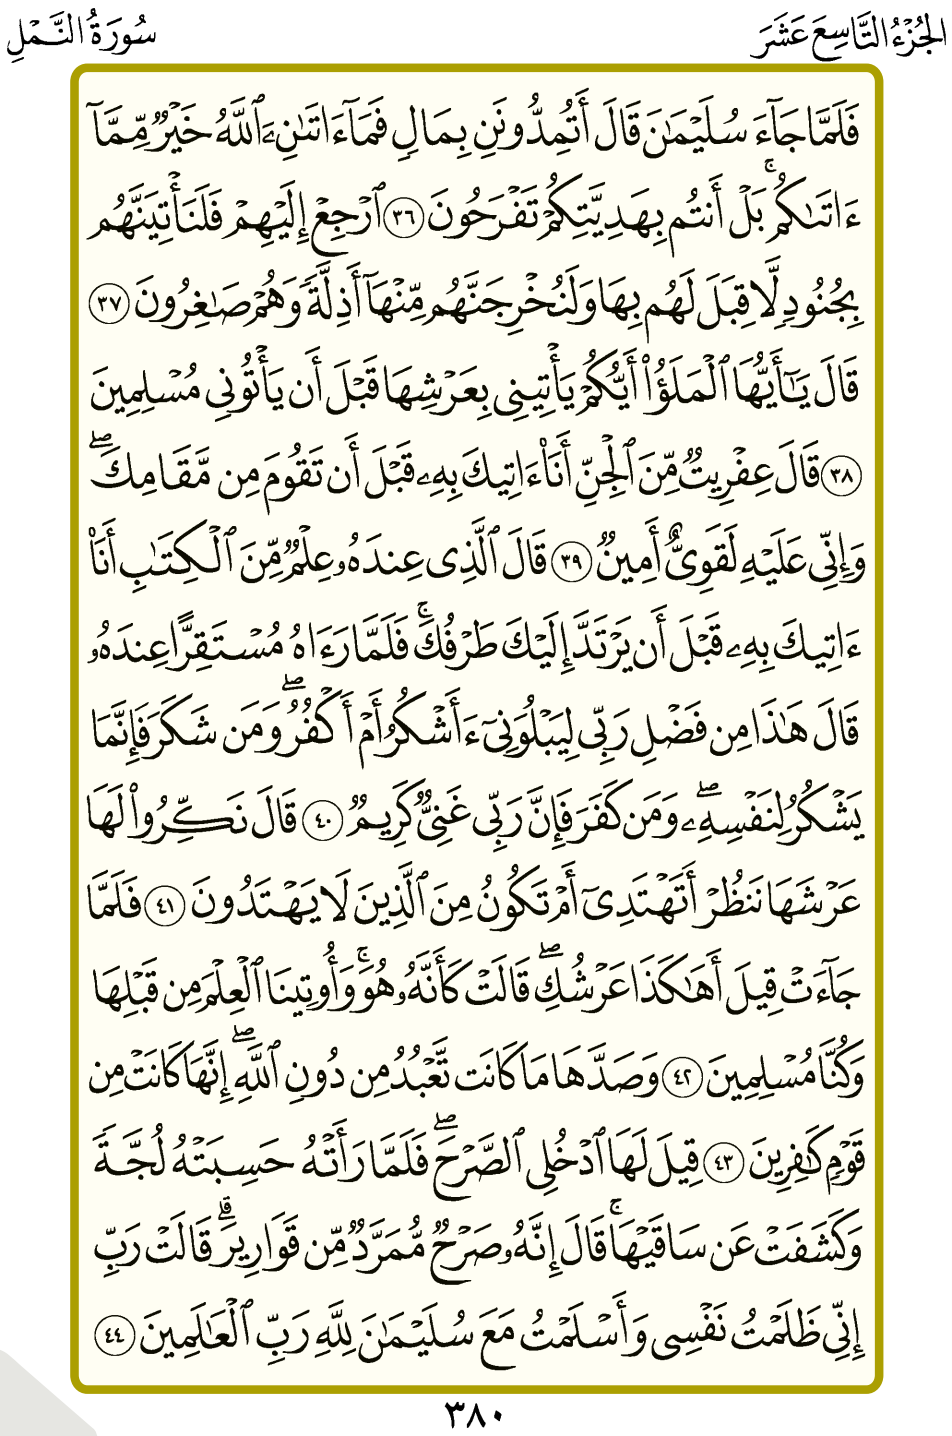 الجُزْءُ التَّاسِعَ عَشَرَ
سُورَةُ النَّمْلِ
فَلَمَّا جَآءَ سُلَيْمَٰنَ قَالَ أَتُمِدُّونَنِ بِمَالٍ فَمَآ ءَاتَىٰنِۦَ ٱللَّهُ خَيْرٌ مِّمَّآ
ءَاتَىٰكُمۚ بَلْ أَنتُم بِهَدِيَّتِكُمْ تَفْرَحُونَ ٣٦ ٱرْجِعْ إِلَيْهِمْ فَلَنَأْتِيَنَّهُم
بِجُنُودٍ لَّا قِبَلَ لَهُم بِهَا وَلَنُخْرِجَنَّهُم مِّنْهَآ أَذِلَّةً وَهُمْ صَٰغِرُونَ ٣٧
قَالَ يَٰٓأَيُّهَا ٱلْمَلَؤُا۟ أَيُّكُمْ يَأْتِينِى بِعَرْشِهَا قَبْلَ أَن يَأْتُونِى مُسْلِمِينَ
٣٨ قَالَ عِفْرِيتٌ مِّنَ ٱلْجِنِّ أَنَا۠ ءَاتِيكَ بِهِۦ قَبْلَ أَن تَقُومَ مِن مَّقَامِكَۖ
وَإِنِّى عَلَيْهِ لَقَوِىٌّ أَمِينٌ ٣٩ قَالَ ٱلَّذِى عِندَهُۥ عِلْمٌ مِّنَ ٱلْكِتَٰبِ أَنَا۠
ءَاتِيكَ بِهِۦ قَبْلَ أَن يَرْتَدَّ إِلَيْكَ طَرْفُكَۚ فَلَمَّا رَءَاهُ مُسْتَقِرًّا عِندَهُۥ
قَالَ هَٰذَا مِن فَضْلِ رَبِّى لِيَبْلُوَنِىٓ ءَأَشْكُرُ أَمْ أَكْفُرُۖ وَمَن شَكَرَ فَإِنَّمَا
يَشْكُرُ لِنَفْسِهِۦۖ وَمَن كَفَرَ فَإِنَّ رَبِّى غَنِىٌّ كَرِيمٌ ٤٠ قَالَ نَكِّرُوا۟ لَهَا
عَرْشَهَا نَنظُرْ أَتَهْتَدِىٓ أَمْ تَكُونُ مِنَ ٱلَّذِينَ لَا يَهْتَدُونَ ٤١ فَلَمَّا
جَآءَتْ قِيلَ أَهَٰكَذَا عَرْشُكِۖ قَالَتْ كَأَنَّهُۥ هُوَۚ وَأُوتِينَا ٱلْعِلْمَ مِن قَبْلِهَا
وَكُنَّا مُسْلِمِينَ ٤٢ وَصَدَّهَا مَا كَانَت تَّعْبُدُ مِن دُونِ ٱللَّهِۖ إِنَّهَا كَانَتْ مِن
قَوْمٍ كَٰفِرِينَ ٤٣ قِيلَ لَهَا ٱدْخُلِى ٱلصَّرْحَۖ فَلَمَّا رَأَتْهُ حَسِبَتْهُ لُجَّةً
وَكَشَفَتْ عَن سَاقَيْهَاۚ قَالَ إِنَّهُۥ صَرْحٌ مُّمَرَّدٌ مِّن قَوَارِيرَۗ قَالَتْ رَبِّ
إِنِّى ظَلَمْتُ نَفْسِى وَأَسْلَمْتُ مَعَ سُلَيْمَٰنَ لِلَّهِ رَبِّ ٱلْعَٰلَمِينَ ٤٤
٣٨٠